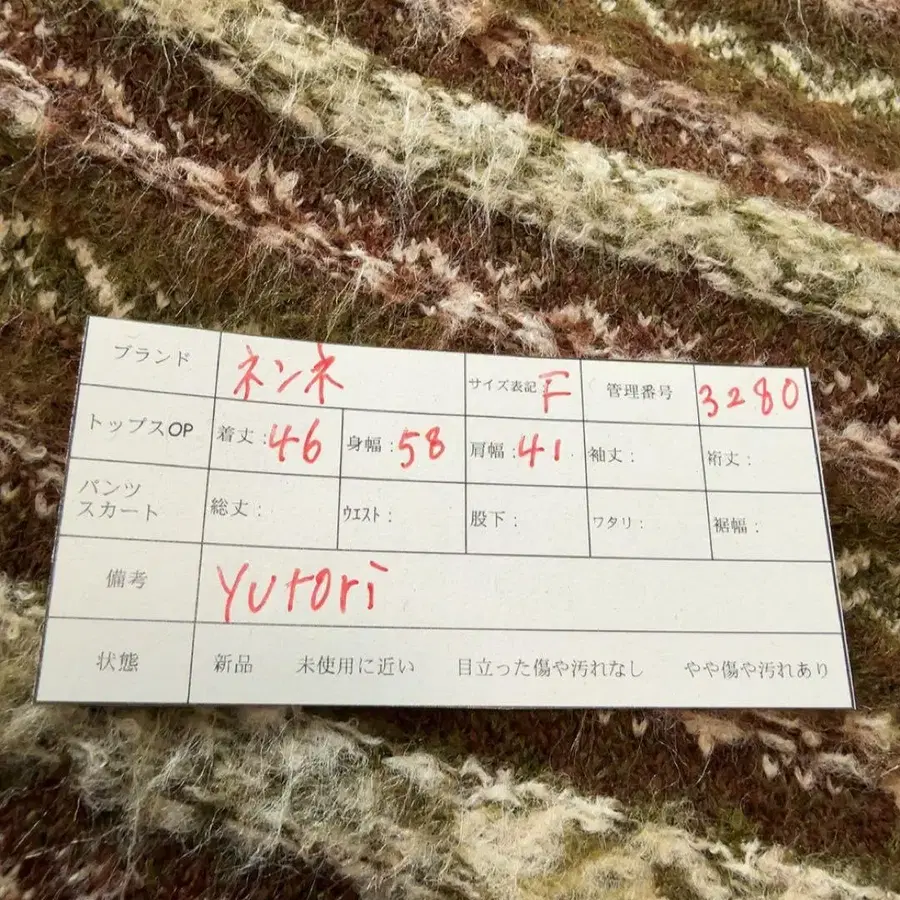 ブランド ネンネ サイズ表記：F 管理番号 3280
トップスOP 着丈：46 身幅：58 肩幅：41 袖丈： 裄丈：
パンツ
スカート 総丈： ウエスト： 股下： ワタリ： 裾幅：
備考 yutori
状態 新品 未使用に近い 目立った傷や汚れなし やや傷や汚れあり